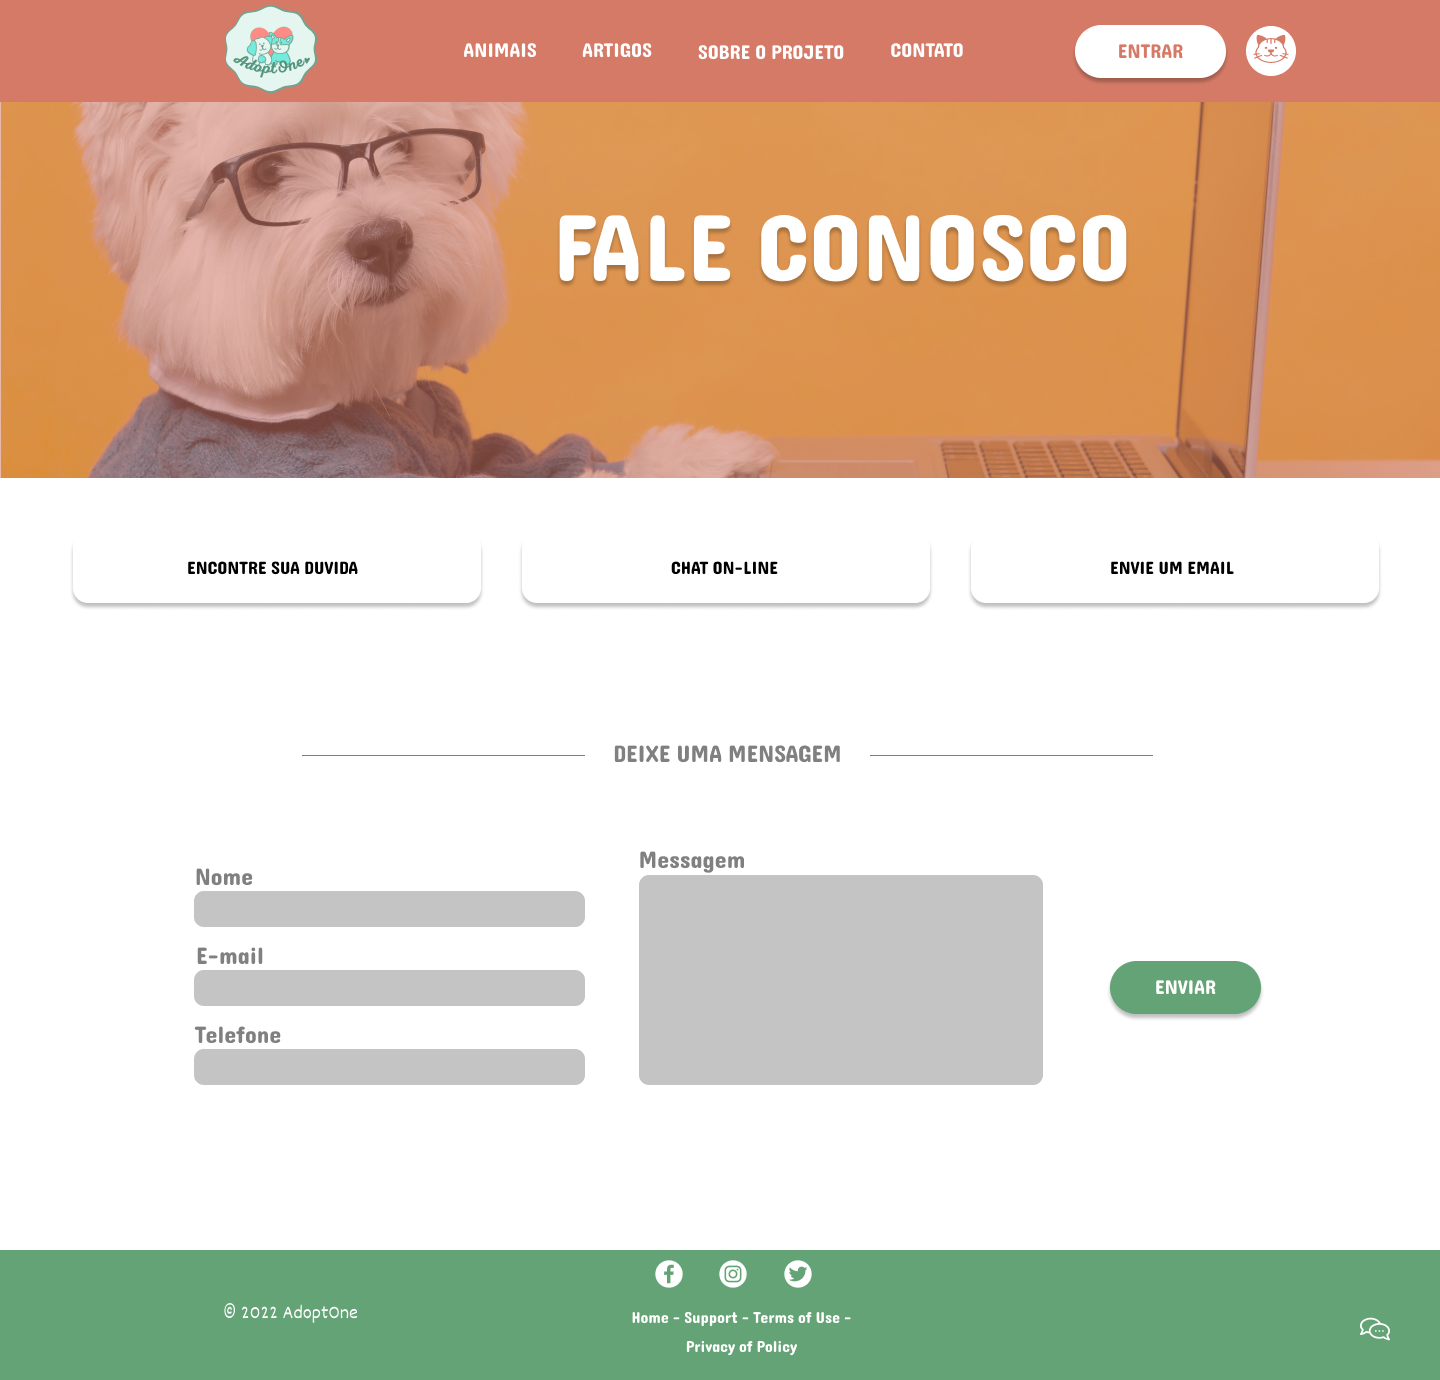 AdoptOne
ANIMAIS
ARTIGOS
SOBRE O PROJETO
CONTATO
ENTRAR
FALE CONOSCO
ENCONTRE SUA DUVIDA
CHAT ON-LINE
ENVIE UM EMAIL
DEIXE UMA MENSAGEM
Nome
E-mail
Telefone
Messagem
ENVIAR
© 2022 AdoptOne
Home - Support - Terms of Use -
Privacy of Policy